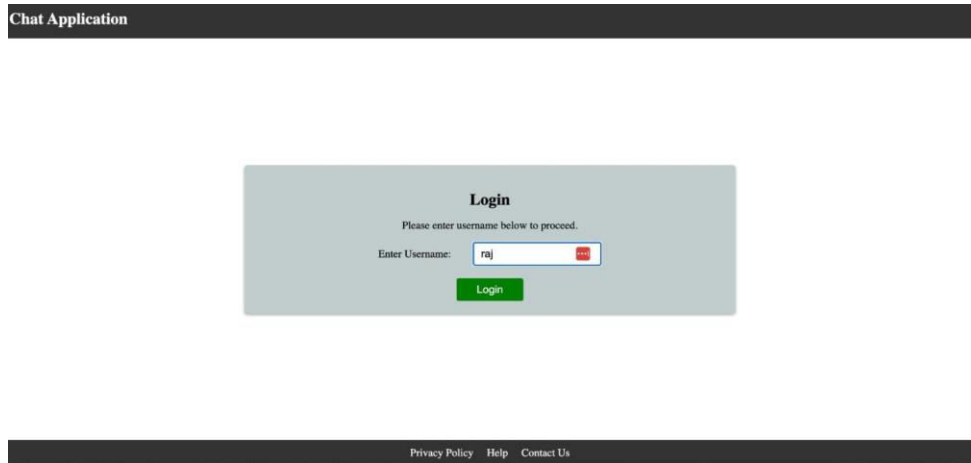 Chat Application
Login
Please enter username below to proceed.
Enter Username: raj
Login
Privacy Policy Help Contact Us